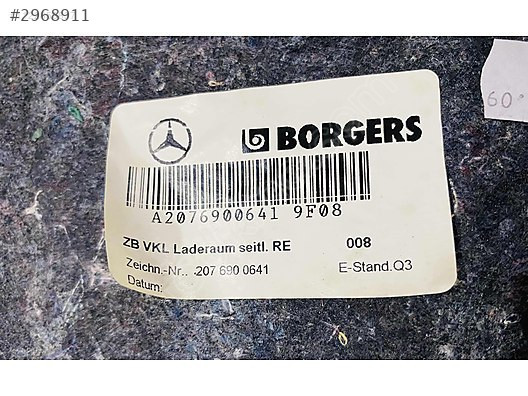 #2968911
BORGERS
A2076900641 9F08
ZB VKL Laderaum seitl. RE 008
Zeichn.-Nr.. 207 690 0641 E-Stand.Q3
Datum:
60